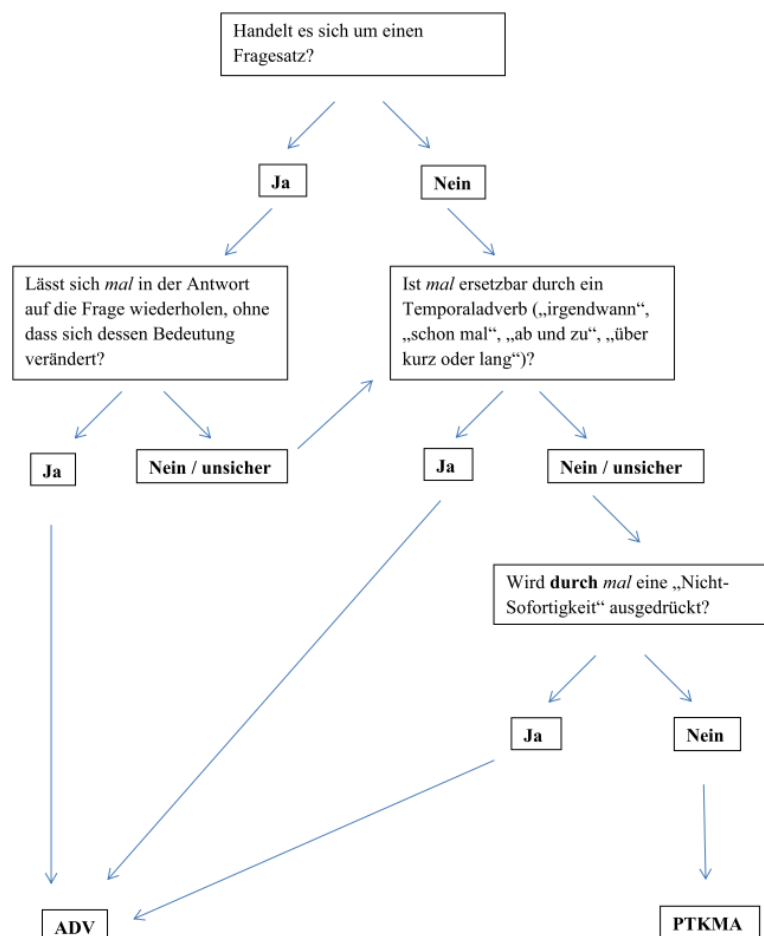 Handelt es sich um einen
Fragesatz?
Ja
Nein
Lässt sich mal in der Antwort
auf die Frage wiederholen, ohne
dass sich dessen Bedeutung
verändert?
Ist mal ersetzbar durch ein
Temporaladverb („irgendwann“,
„schon mal“, „ab und zu“, „über
kurz oder lang“)?
Ja
Nein / unsicher
Ja
Nein / unsicher
Wird durch mal eine „Nicht-
Sofortigkeit“ ausgedrückt?
Ja
Nein
ADV
PTKMA